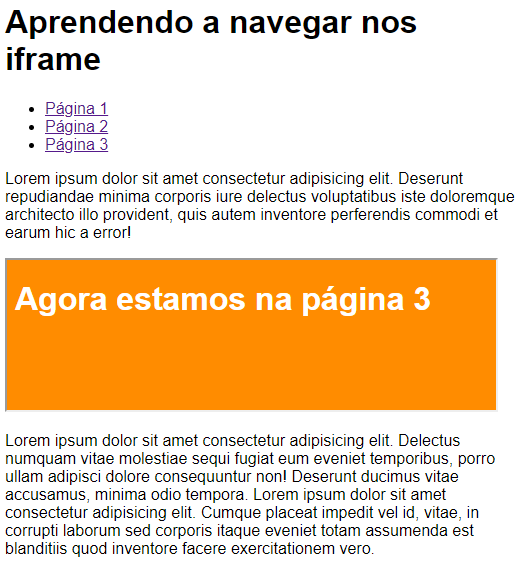 Aprendendo a navegar nos
iframe
Página 1
Página 2
Página 3
Lorem ipsum dolor sit amet consectetur adipisicing elit. Deserunt
repudiandae minima corporis iure delectus voluptatibus iste doloremque
architecto illo provident, quis autem inventore perferendis commodi et
earum hic a error!
Agora estamos na página 3
Lorem ipsum dolor sit amet consectetur adipisicing elit. Delectus
numquam vitae molestiae sequi fugiat eum eveniet temporibus, porro
ullam adipisci dolore consequuntur non! Deserunt ducimus vitae
accusamus, minima odio tempora. Lorem ipsum dolor sit amet
consectetur adipisicing elit. Cumque placeat impedit vel id, vitae, in
corrupti laborum sed corporis itaque eveniet totam assumenda est
blanditiis quod inventore facere exercitationem vero.